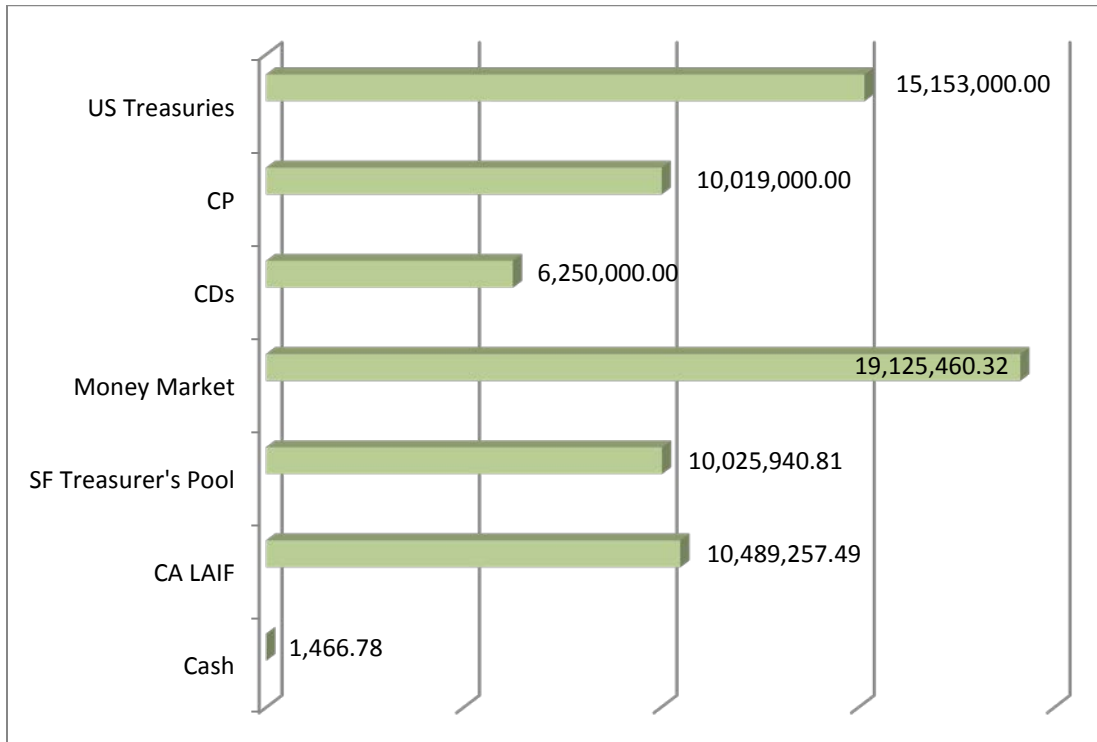 US Treasuries 15,153,000.00
CP 10,019,000.00
CDs 6,250,000.00
Money Market 19,125,460.32
SF Treasurer's Pool 10,025,940.81
CA LAIF 10,489,257.49
Cash 1,466.78